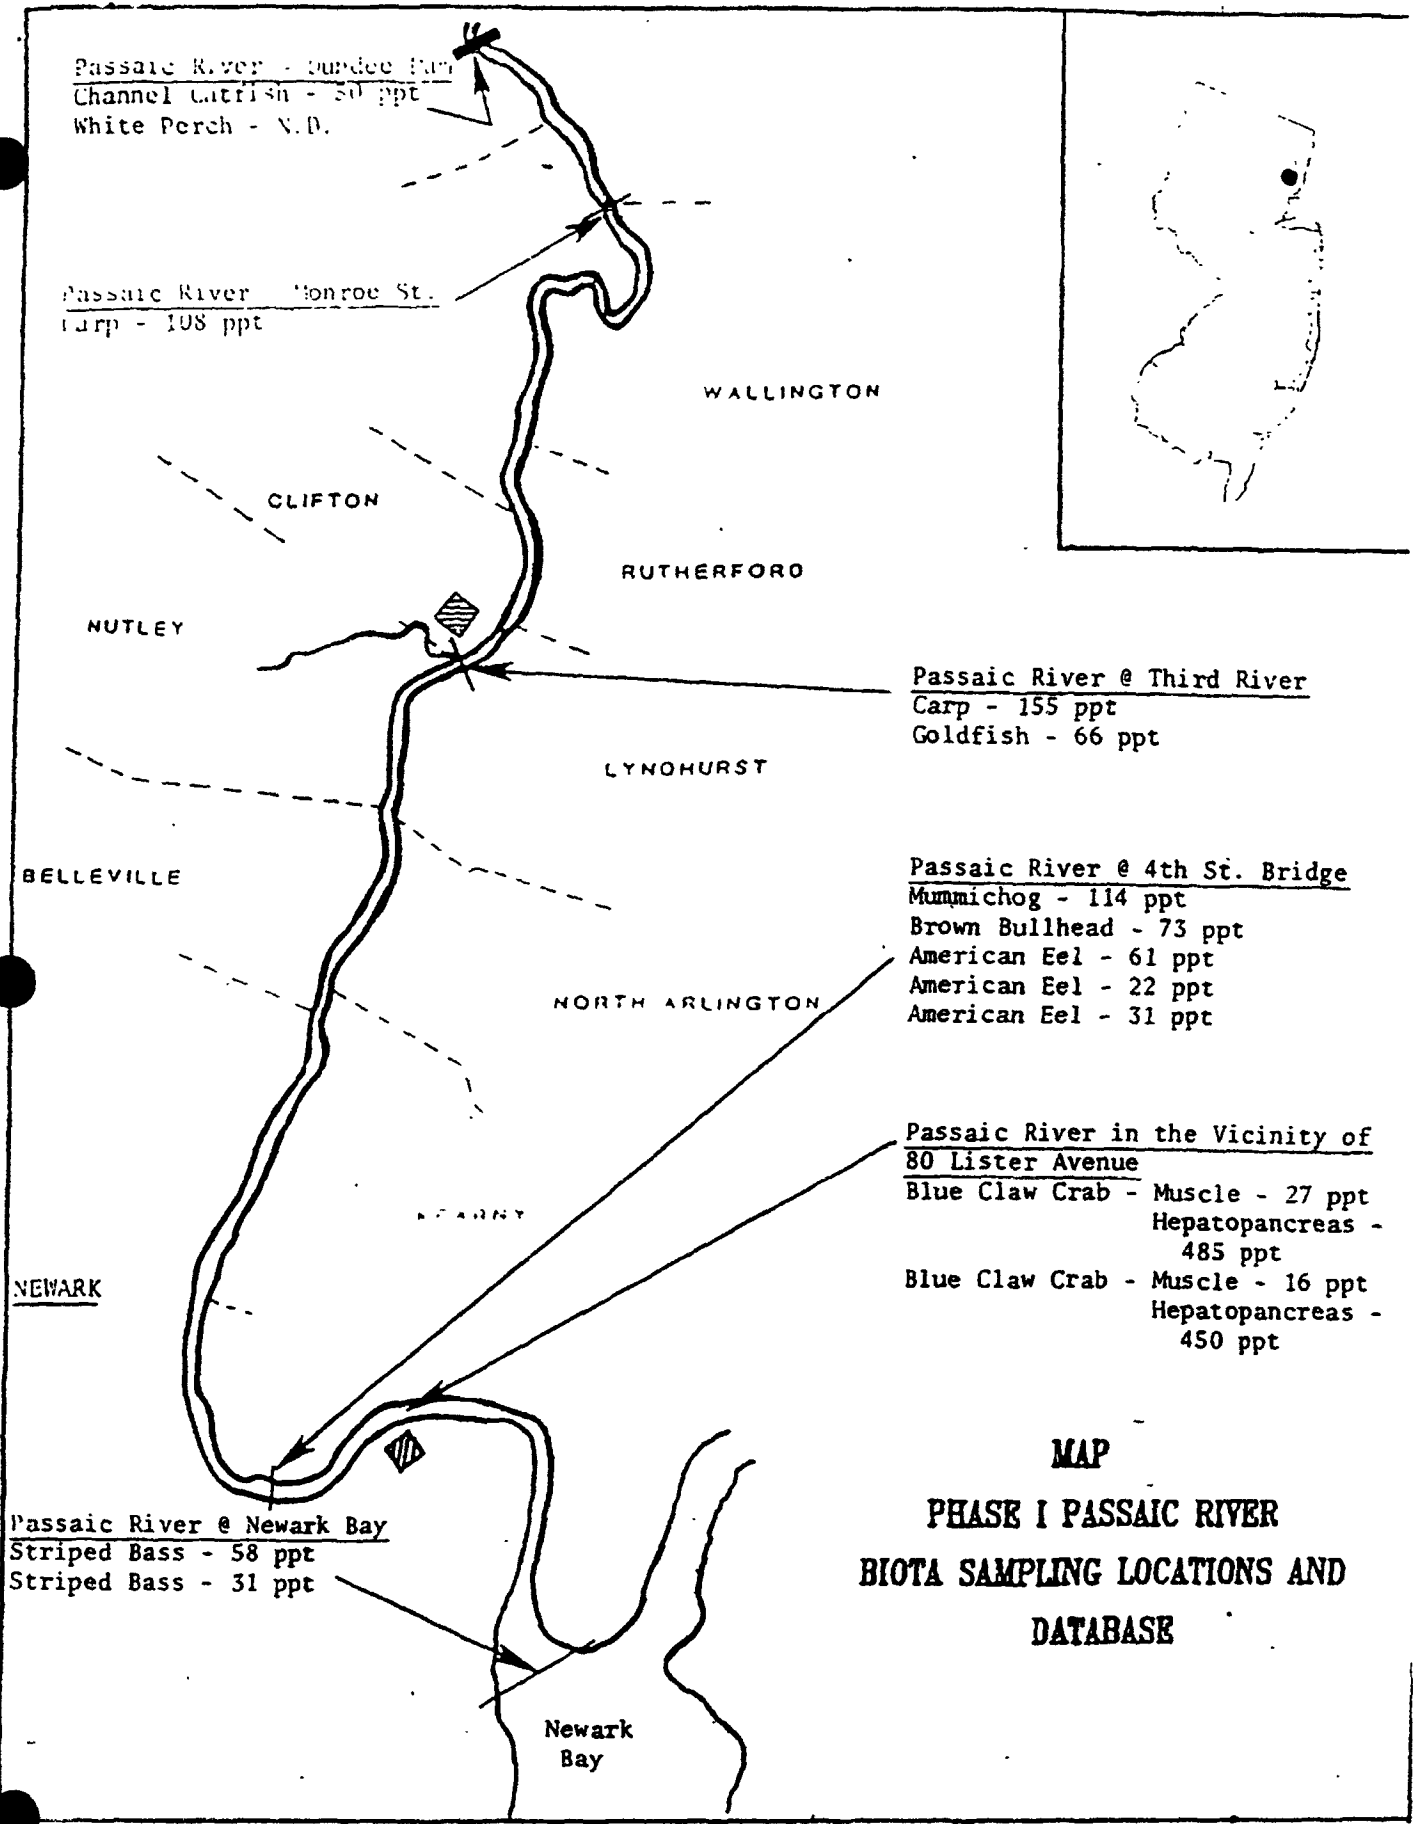 Passaic River - Dundee Dam
Channel Catfish - 50 ppt
White Perch - N.D.
Passaic River Monroe St.
Carp - 108 ppt
WALLINGTON
CLIFTON
RUTHERFORD
NUTLEY
Passaic River @ Third River
Carp - 155 ppt
Goldfish - 66 ppt
LYNDHURST
BELLEVILLE
Passaic River @ 4th St. Bridge
Mummichog - 114 ppt
Brown Bullhead - 73 ppt
American Eel - 61 ppt
American Eel - 22 ppt
American Eel - 31 ppt
NORTH ARLINGTON
Passaic River in the Vicinity of
80 Lister Avenue
Blue Claw Crab - Muscle - 27 ppt
Hepatopancreas -
485 ppt
Blue Claw Crab - Muscle - 16 ppt
Hepatopancreas -
450 ppt
KEARNY
NEWARK
Passaic River @ Newark Bay
Striped Bass - 58 ppt
Striped Bass - 31 ppt
MAP
PHASE I PASSAIC RIVER
BIOTA SAMPLING LOCATIONS AND
DATABASE
Newark
Bay